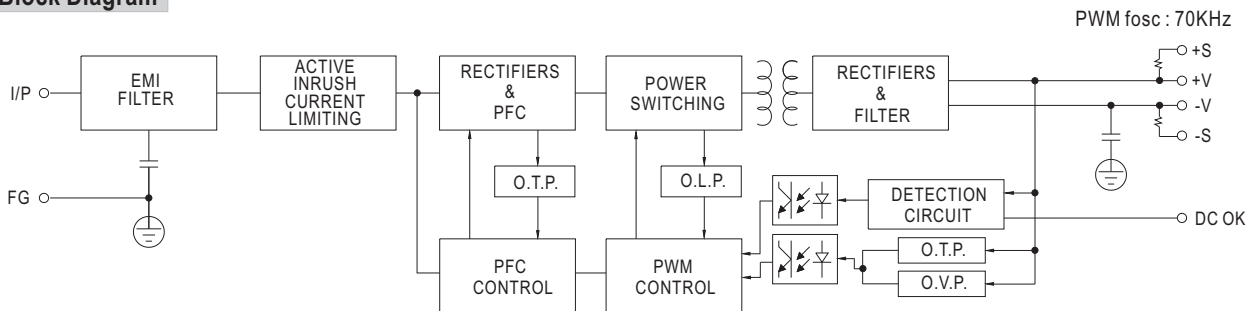 Block Diagram
PWM fosc : 70KHz
I/P
EMI
FILTER
ACTIVE
INRUSH
CURRENT
LIMITING
RECTIFIERS
&
PFC
POWER
SWITCHING
RECTIFIERS
&
FILTER
+S
+V
-V
-S
FG
O.T.P.
O.L.P.
DETECTION
CIRCUIT
DC OK
PFC
CONTROL
PWM
CONTROL
O.T.P.
O.V.P.